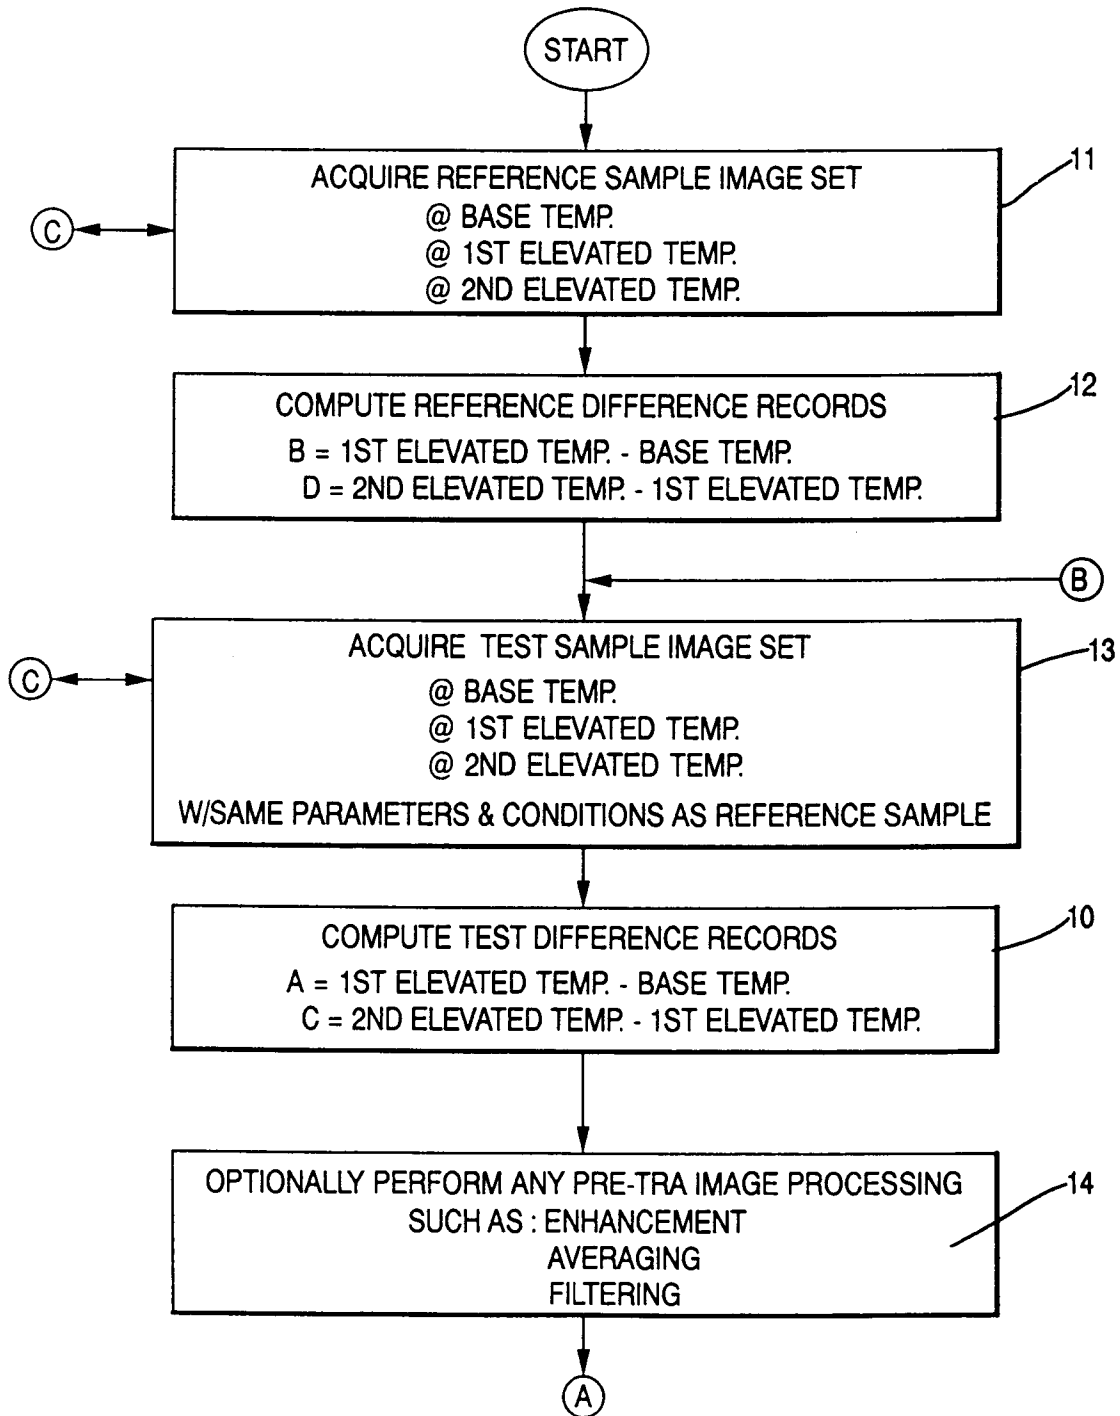 START
11
ACQUIRE REFERENCE SAMPLE IMAGE SET
@ BASE TEMP.
C
@ 1ST ELEVATED TEMP.
@ 2ND ELEVATED TEMP.
12
COMPUTE REFERENCE DIFFERENCE RECORDS
B = 1ST ELEVATED TEMP. - BASE TEMP.
D = 2ND ELEVATED TEMP. - 1ST ELEVATED TEMP.
B
ACQUIRE TEST SAMPLE IMAGE SET
13
C
@ BASE TEMP.
@ 1ST ELEVATED TEMP.
@ 2ND ELEVATED TEMP.
W/SAME PARAMETERS & CONDITIONS AS REFERENCE SAMPLE
10
COMPUTE TEST DIFFERENCE RECORDS
A = 1ST ELEVATED TEMP. - BASE TEMP.
C = 2ND ELEVATED TEMP. - 1ST ELEVATED TEMP.
OPTIONALLY PERFORM ANY PRE-TRA IMAGE PROCESSING
14
SUCH AS : ENHANCEMENT
AVERAGING
FILTERING
A